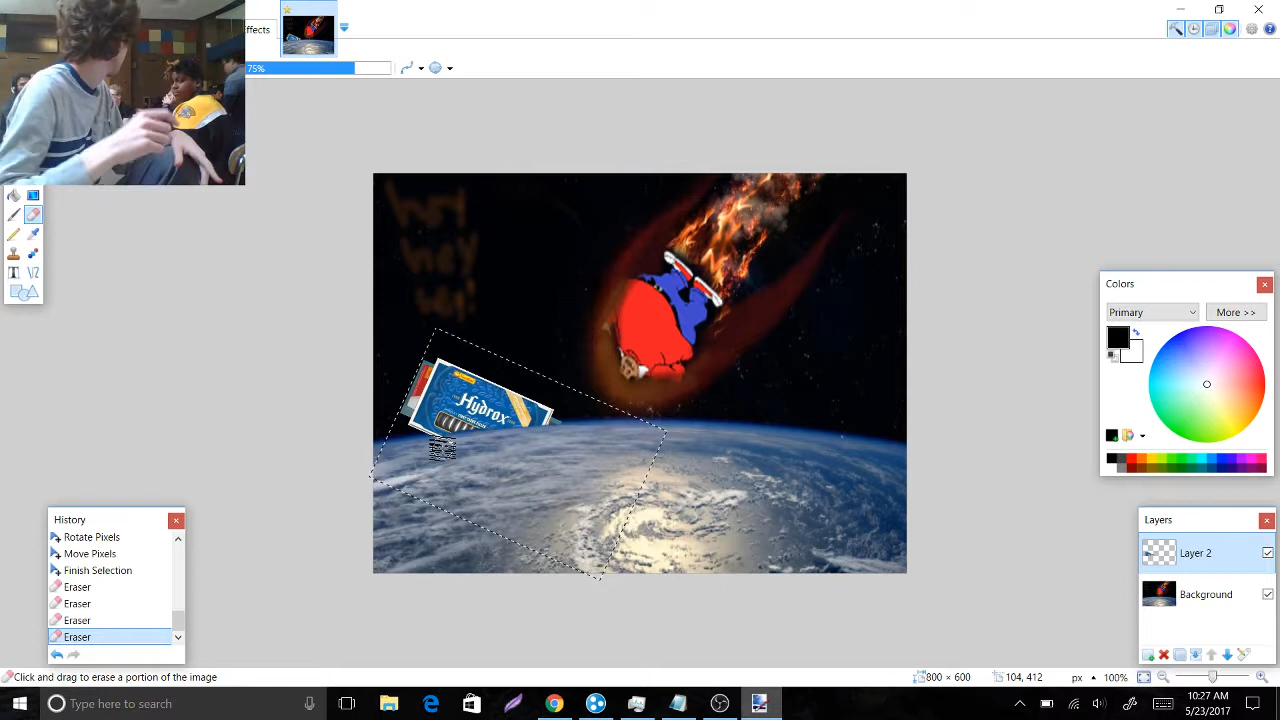 ffects
75%
hey
hey
Hydrox
Colors
Primary
More >>
History
Rotate Pixels
Move Pixels
Finish Selection
Eraser
Eraser
Eraser
Eraser
Layers
Layer 2
Background
Click and drag to erase a portion of the image
800 × 600
104, 412
px
100%
Type here to search
10:27 AM
5/23/2017